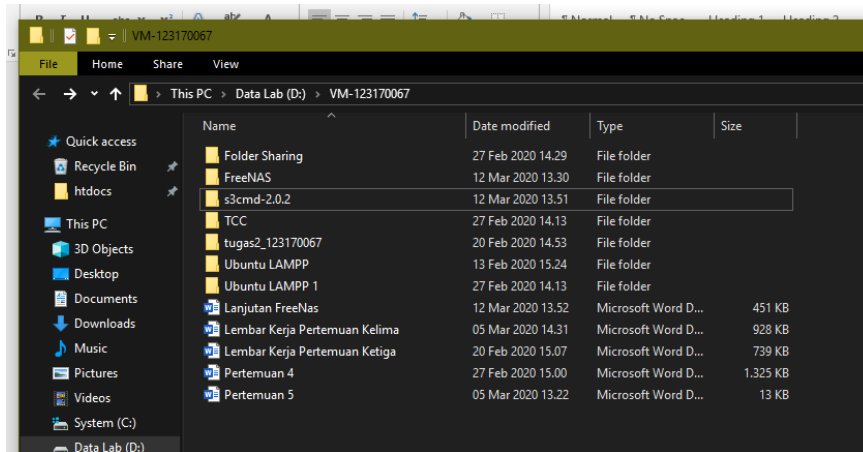 VM-123170067
File Home Share View
This PC > Data Lab (D:) > VM-123170067
Name Date modified Type Size
Quick access
Recycle Bin
htdocs
This PC
3D Objects
Desktop
Documents
Downloads
Music
Pictures
Videos
System (C:)
Data Lab (D:)
Folder Sharing 27 Feb 2020 14.29 File folder
FreeNAS 12 Mar 2020 13.30 File folder
s3cmd-2.0.2 12 Mar 2020 13.51 File folder
TCC 27 Feb 2020 14.13 File folder
tugas2_123170067 20 Feb 2020 14.53 File folder
Ubuntu LAMPP 13 Feb 2020 15.24 File folder
Ubuntu LAMPP 1 27 Feb 2020 14.13 File folder
Lanjutan FreeNas 12 Mar 2020 13.52 Microsoft Word D... 451 KB
Lembar Kerja Pertemuan Kelima 05 Mar 2020 14.31 Microsoft Word D... 928 KB
Lembar Kerja Pertemuan Ketiga 20 Feb 2020 15.07 Microsoft Word D... 739 KB
Pertemuan 4 27 Feb 2020 15.00 Microsoft Word D... 1.325 KB
Pertemuan 5 05 Mar 2020 13.22 Microsoft Word D... 13 KB